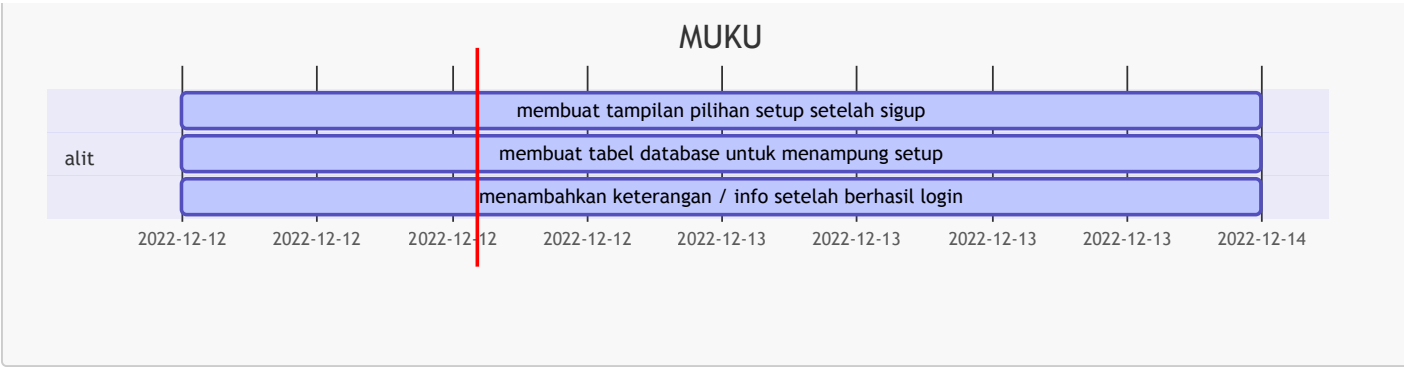 MUKU
membuat tampilan pilihan setup setelah sigup
alit
membuat tabel database untuk menampung setup
menambahkan keterangan / info setelah berhasil login
2022-12-12 2022-12-12 2022-12-12 2022-12-12 2022-12-13 2022-12-13 2022-12-13 2022-12-13 2022-12-14